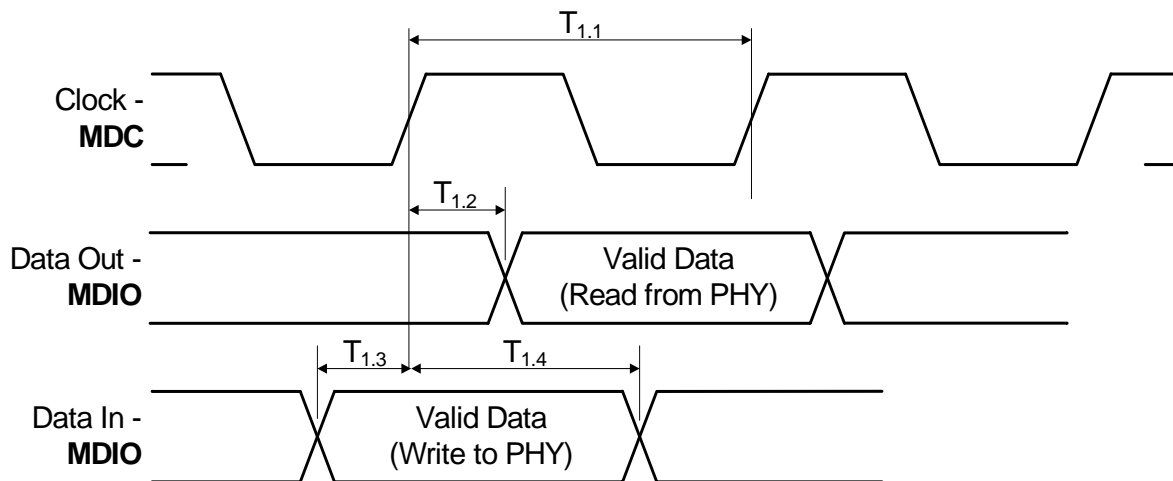 T1.1
Clock -
MDC
T1.2
Data Out -
MDIO
Valid Data
(Read from PHY)
T1.3
T1.4
Data In -
MDIO
Valid Data
(Write to PHY)